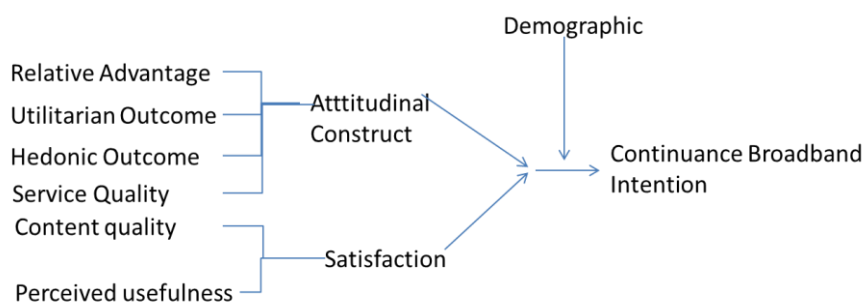 Demographic
Relative Advantage
Utilitarian Outcome
Hedonic Outcome
Service Quality
Content quality
Perceived usefulness
Atttitudinal
Construct
Satisfaction
Continuance Broadband
Intention